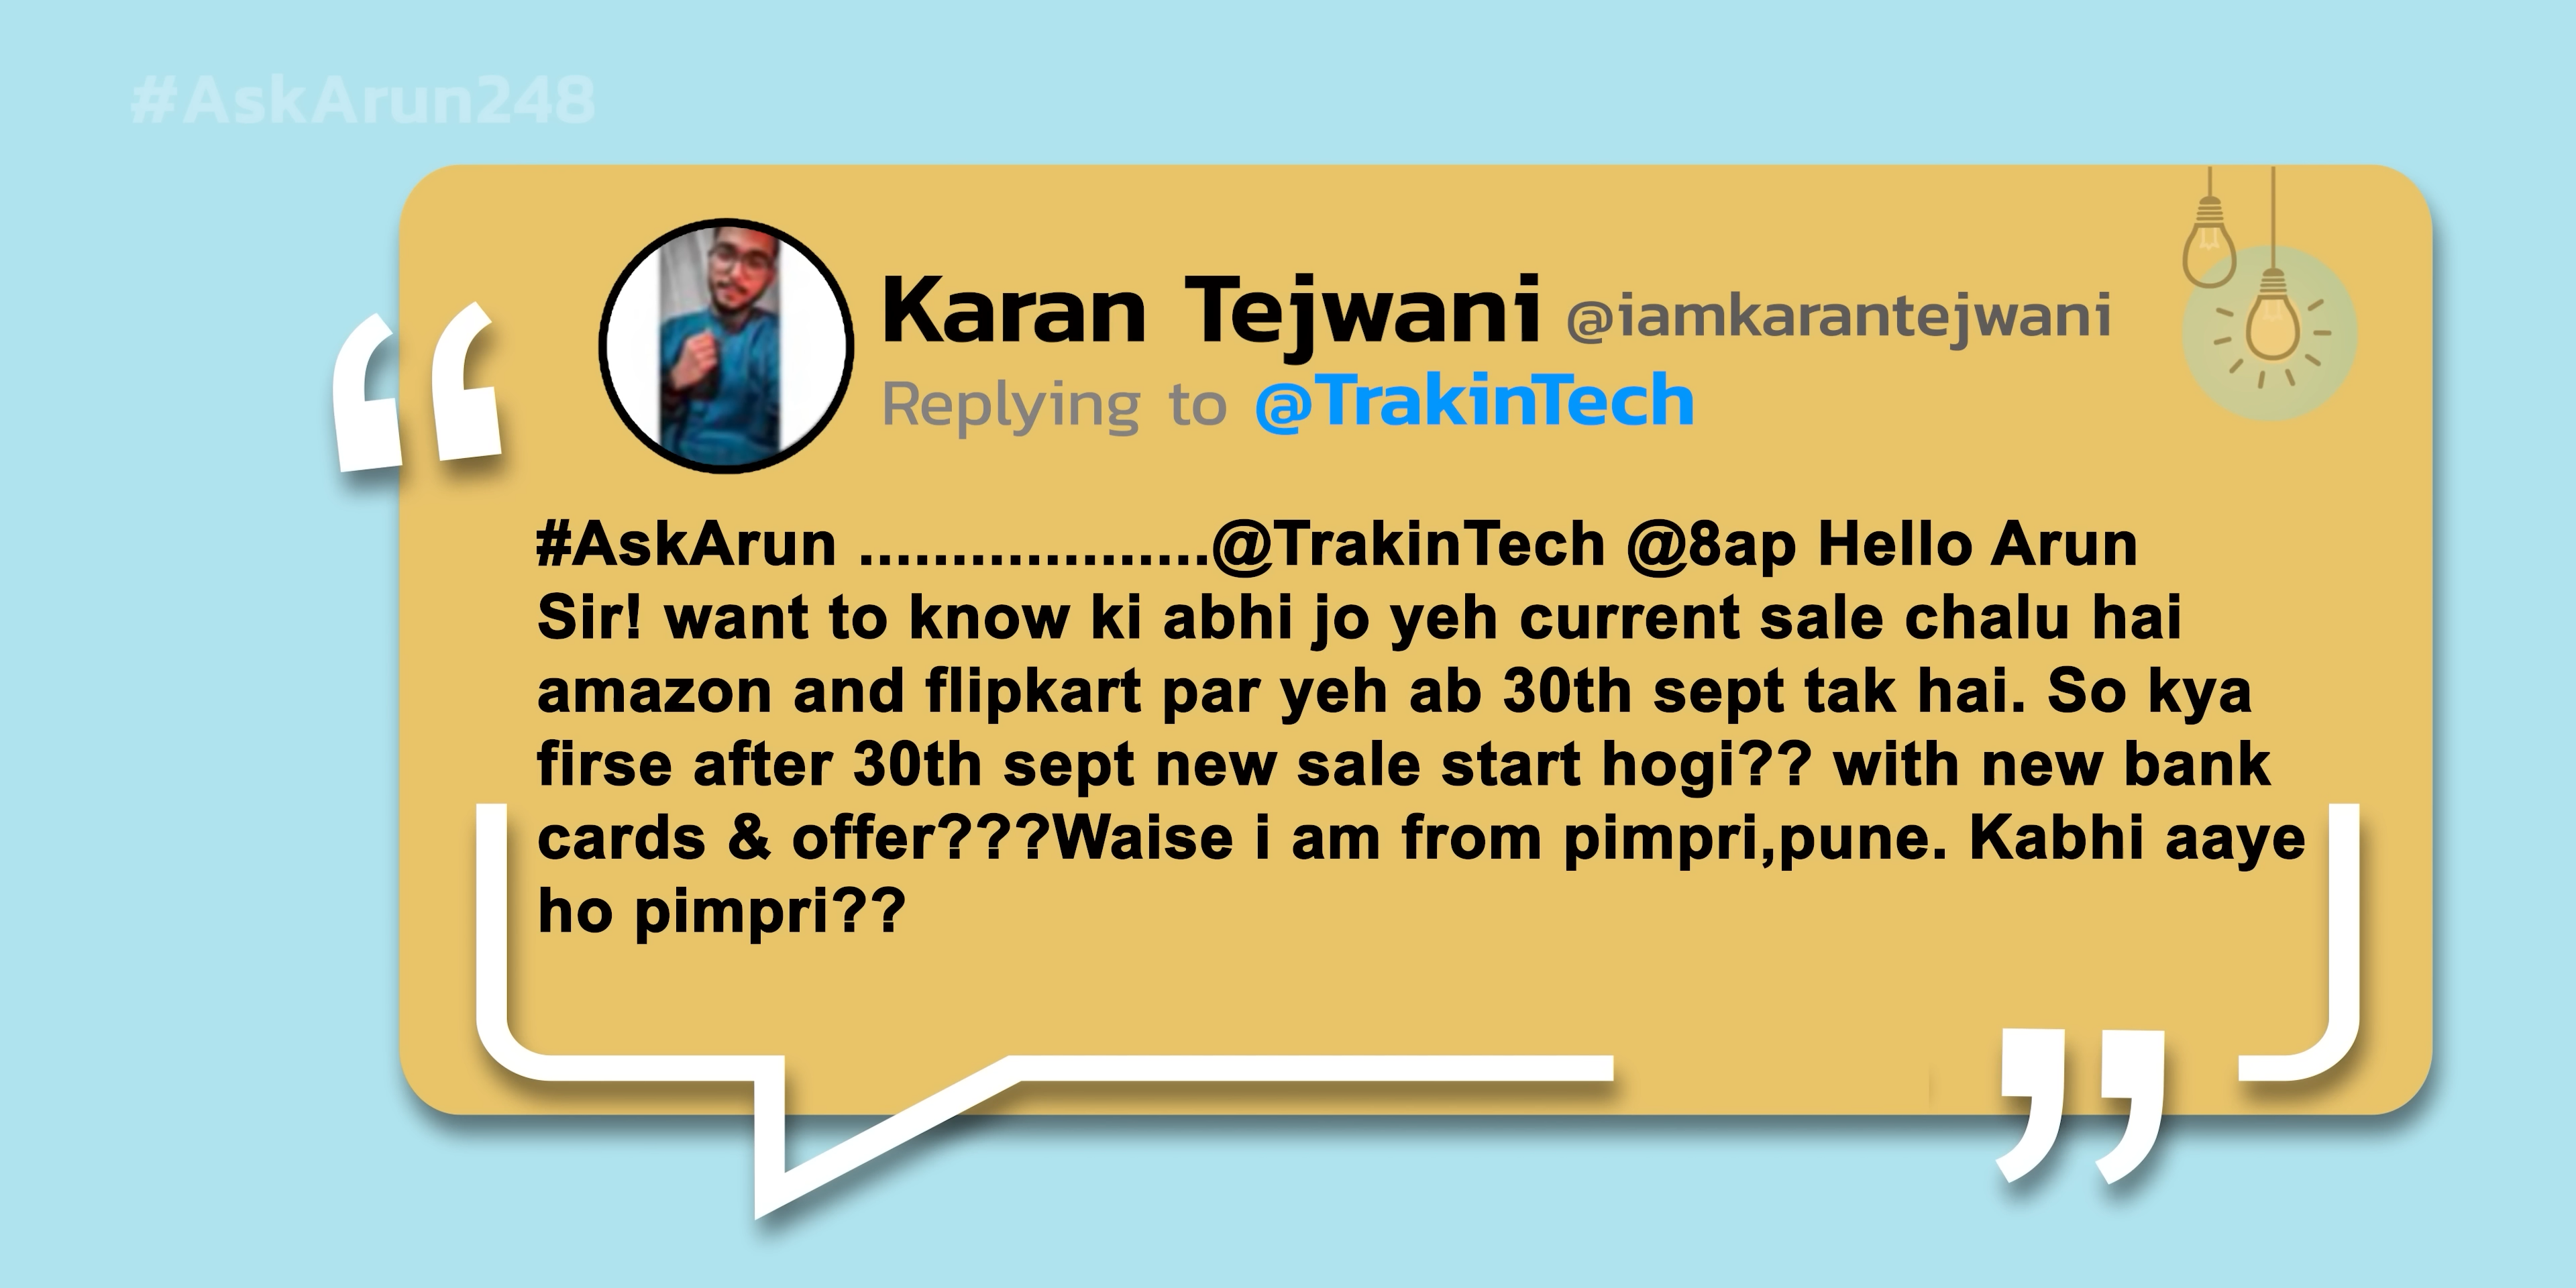 #AskArun248
Karan Tejwani @iamkarantejwani
Replying to @TrakinTech
#AskArun ...................@TrakinTech @8ap Hello Arun
Sir! want to know ki abhi jo yeh current sale chalu hai
amazon and flipkart par yeh ab 30th sept tak hai. So kya
firse after 30th sept new sale start hogi?? with new bank
cards & offer???Waise i am from pimpri,pune. Kabhi aaye
ho pimpri??